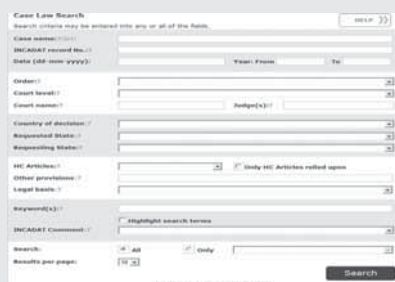 Case Law Search
Search criteria may be entered into any or all of the fields.
HELP
Case name:
INCADAT record No.:?
Date (dd-mm-yyyy):
Year: From
To
Order:?
Court level:?
Court name:?
Judge(s):?
Country of decision:?
Requested State:?
Requesting State:?
HC Articles:?
Only HC Articles relied upon
Other provisions:?
Legal basis:?
Keyword(s):?
Highlight search terms
INCADAT Comment:?
Search:
All
Only
Results per page:
10
Search